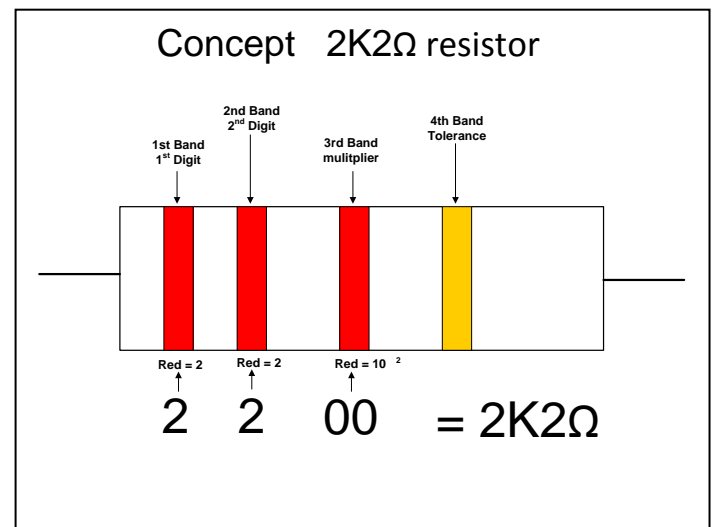 Concept 2K2Ω resistor
2nd Band
2nd Digit
4th Band
Tolerance
1st Band
1st Digit
3rd Band
mulitplier
Red = 2 Red = 2 Red = 10 2
2 2 00 = 2K2Ω